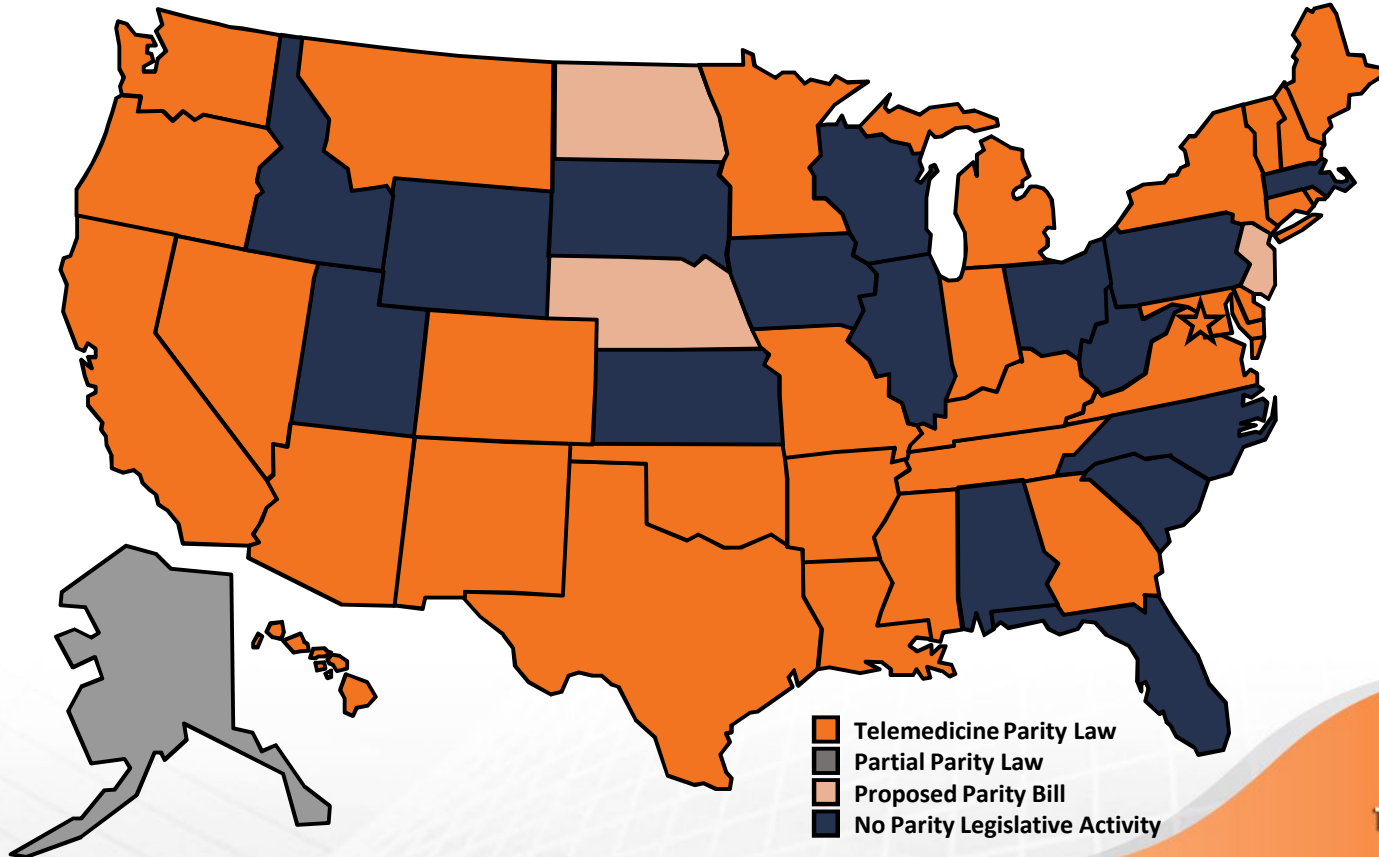 Telemedicine Parity Law
Partial Parity Law
Proposed Parity Bill
No Parity Legislative Activity